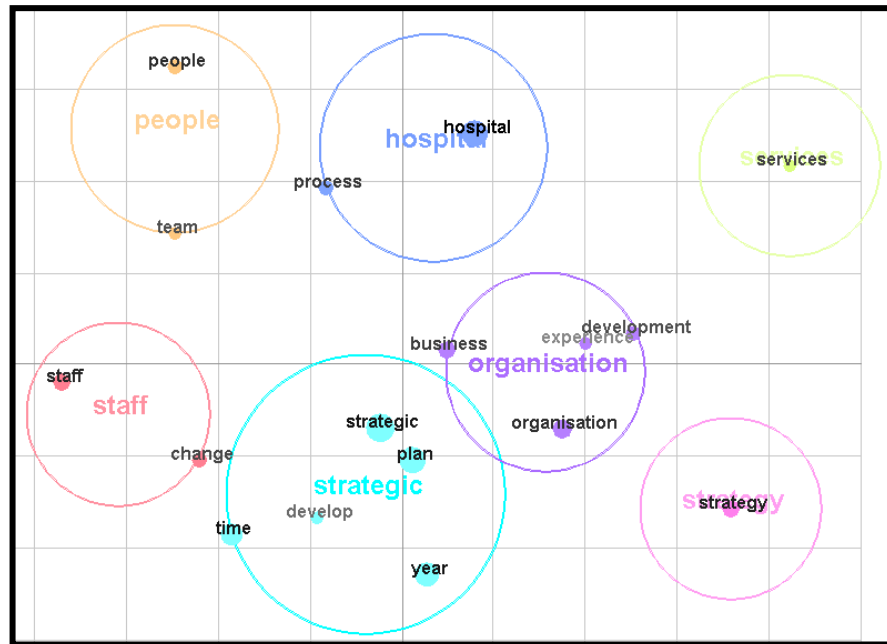 people
people
team
hospital
hospital
process
services
services
business
development
experience
organisation
organisation
staff
staff
change
strategic
plan
strategic
develop
time
year
strategy
strategy